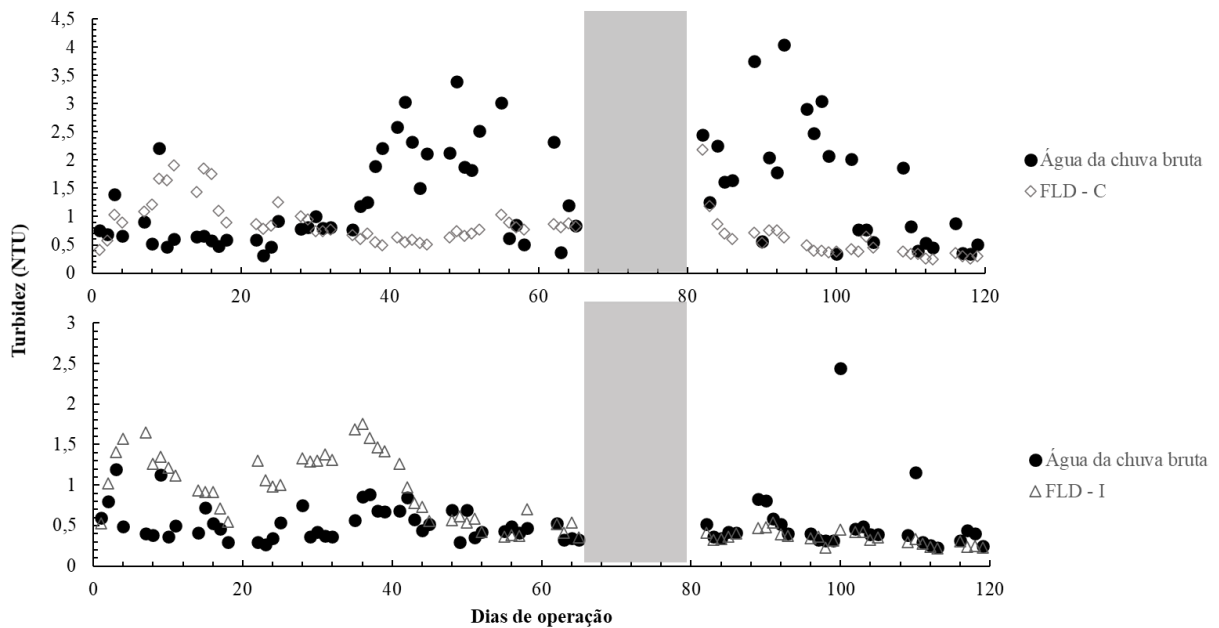 4,5
4
3,5
3
2,5
2
1,5
1
0,5
0
0 20 40 60 80 100 120
Água da chuva bruta
FLD - C
Turbidez (NTU)
3
2,5
2
1,5
1
0,5
0
0 20 40 60 80 100 120
Água da chuva bruta
FLD - I
Dias de operação